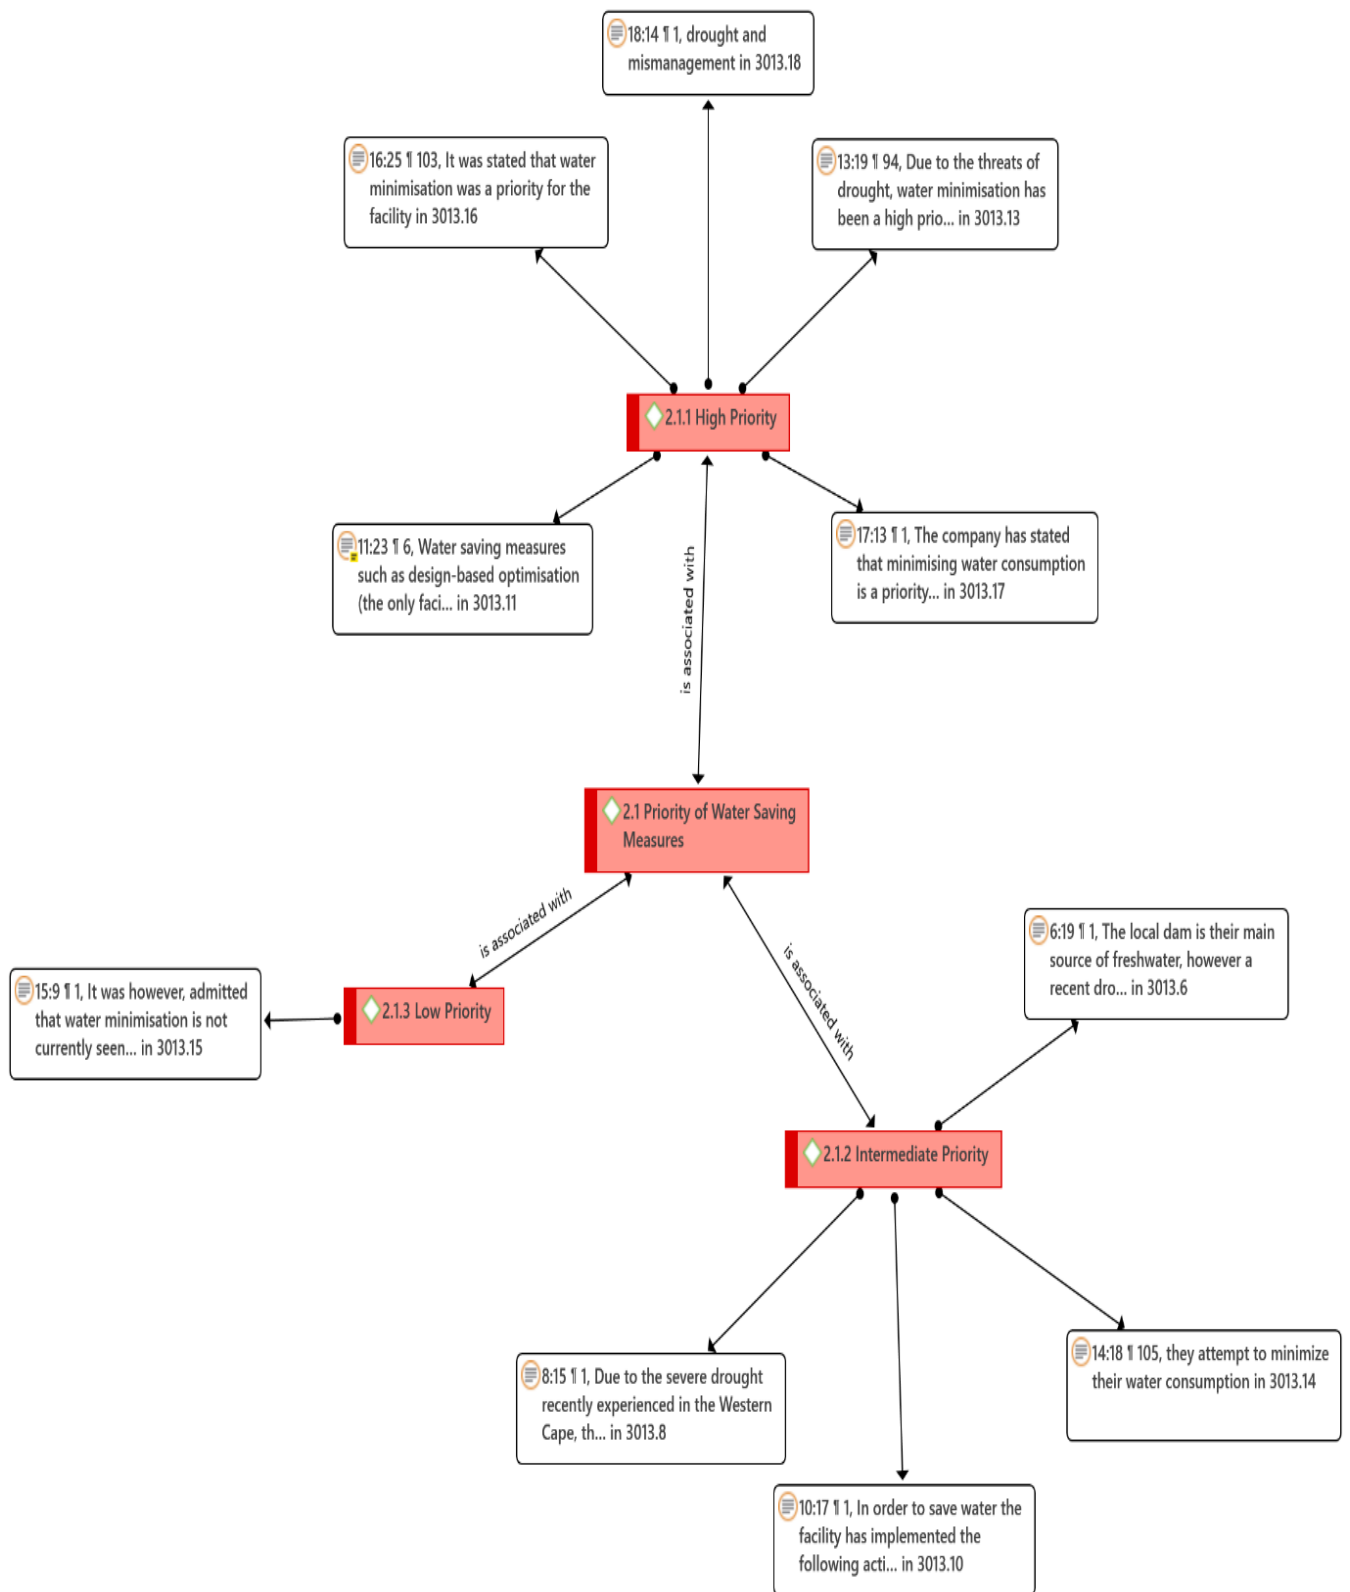 18:14 ¶ 1, drought and
mismanagement in 3013.18
16:25 ¶ 103, It was stated that water
minimisation was a priority for the
facility in 3013.16
13:19 ¶ 94, Due to the threats of
drought, water minimisation has
been a high prio... in 3013.13
2.1.1 High Priority
11:23 ¶ 6, Water saving measures
such as design-based optimisation
(the only faci... in 3013.11
17:13 ¶ 1, The company has stated
that minimising water consumption
is a priority... in 3013.17
is associated with
2.1 Priority of Water Saving
Measures
is associated with
is associated with
6:19 ¶ 1, The local dam is their main
source of freshwater, however a
recent dro... in 3013.6
15:9 ¶ 1, It was however, admitted
that water minimisation is not
currently seen... in 3013.15
2.1.3 Low Priority
2.1.2 Intermediate Priority
8:15 ¶ 1, Due to the severe drought
recently experienced in the Western
Cape, th... in 3013.8
14:18 ¶ 105, they attempt to minimize
their water consumption in 3013.14
10:17 ¶ 1, In order to save water the
facility has implemented the
following acti... in 3013.10